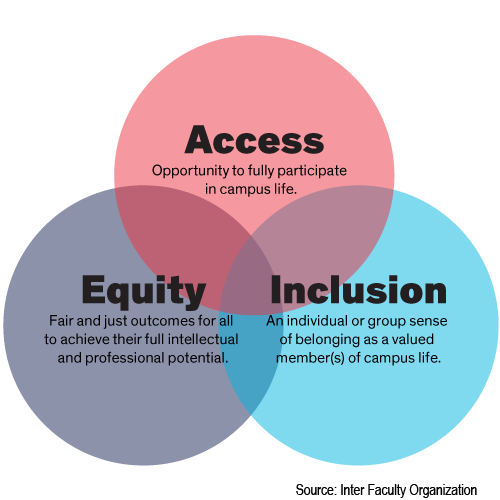 Access
Opportunity to fully participate
in campus life.
Equity
Fair and just outcomes for all
to achieve their full intellectual
and professional potential.
Inclusion
An individual or group sense
of belonging as a valued
member(s) of campus life.
Source: Inter Faculty Organization